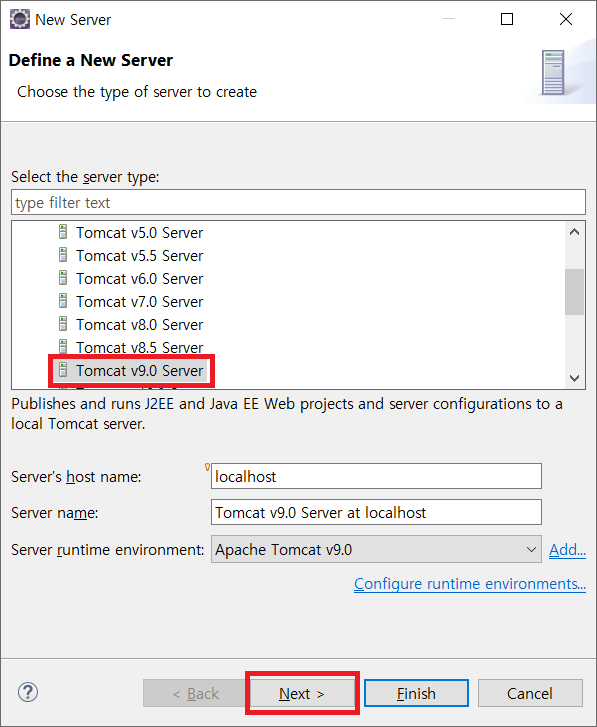 New Server
Define a New Server
Choose the type of server to create
Select the server type:
type filter text
Tomcat v5.0 Server
Tomcat v5.5 Server
Tomcat v6.0 Server
Tomcat v7.0 Server
Tomcat v8.0 Server
Tomcat v8.5 Server
Tomcat v9.0 Server
Publishes and runs J2EE and Java EE Web projects and server configurations to a
local Tomcat server.
Server's host name: localhost
Server name: Tomcat v9.0 Server at localhost
Server runtime environment: Apache Tomcat v9.0 Add...
Configure runtime environments...
? < Back Next > Finish Cancel